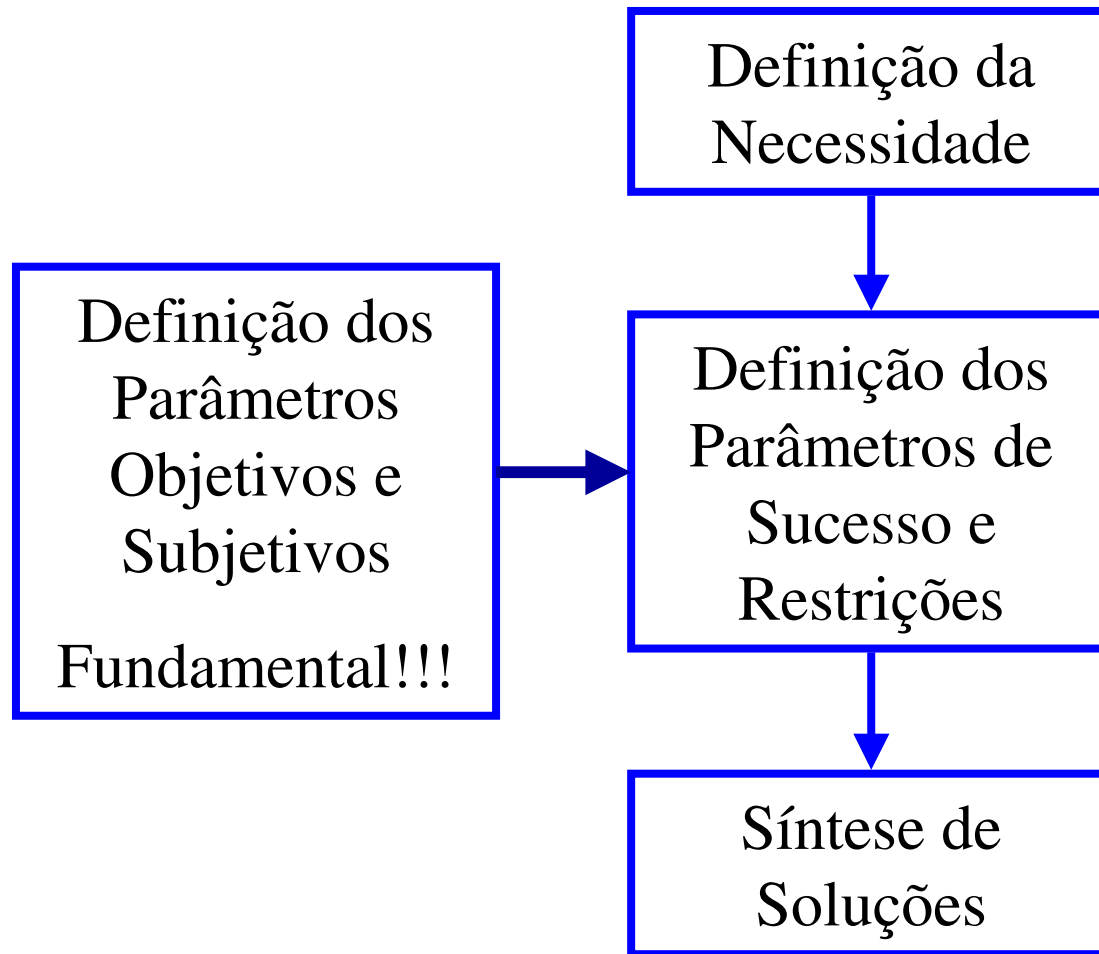 Definição da
Necessidade
Definição dos
Parâmetros
Objetivos e
Subjetivos
Fundamental!!!
Definição dos
Parâmetros de
Sucesso e
Restrições
Síntese de
Soluções